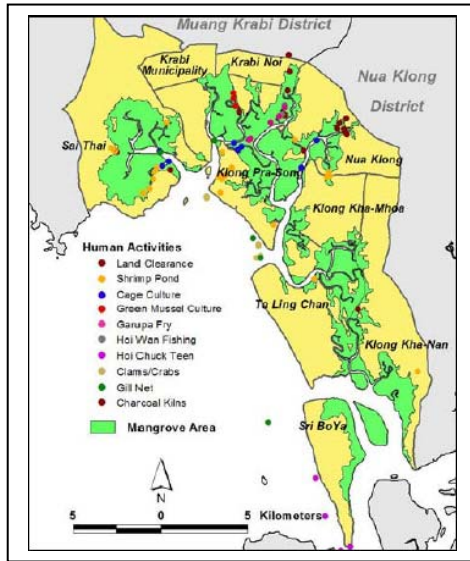 Muang Krabi District
Krabi Municipality
Krabi Noi
Nua Klong District
Sai Thai
Nua Klong
Klong Pra-Song
Klong Kha-Mhoa
Human Activities
Land Clearance
Shrimp Pond
Cage Culture
Green Mussel Culture
Garupa Fry
Hoi Wan Fishing
Hoi Chuck Teen
Clams/Crabs
Gill Net
Charcoal Kilns
Mangrove Area
Ta Ling Chan
Klong Kha-Nan
Sri BoYa
N
5 0 5 Kilometers